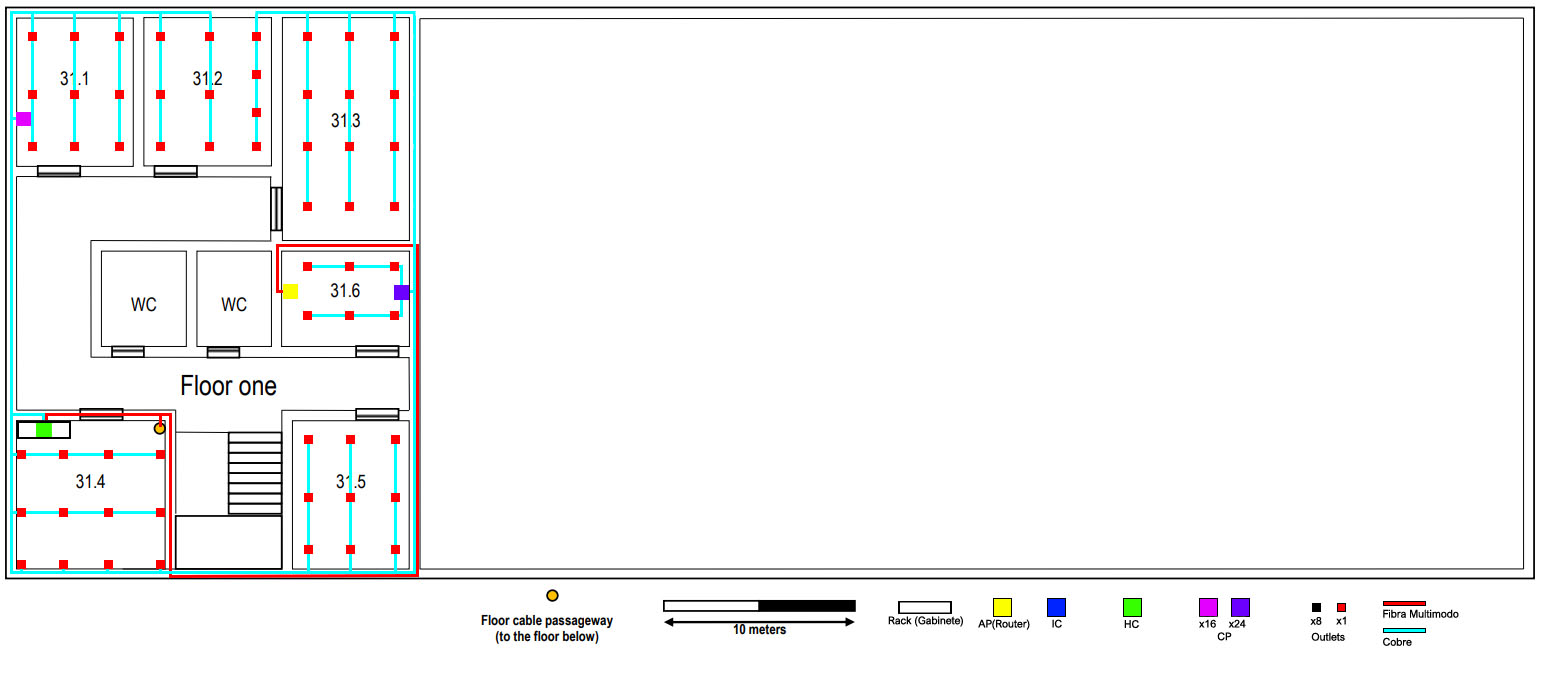 31.1
31.2
31.3
WC
WC
31.6
Floor one
31.4
31.5
Floor cable passageway
(to the floor below)
10 meters
Rack (Gabinete)
AP(Router)
IC
HC
x16
x24
CP
x8
x1
Outlets
Fibra Multimodo
Cobre